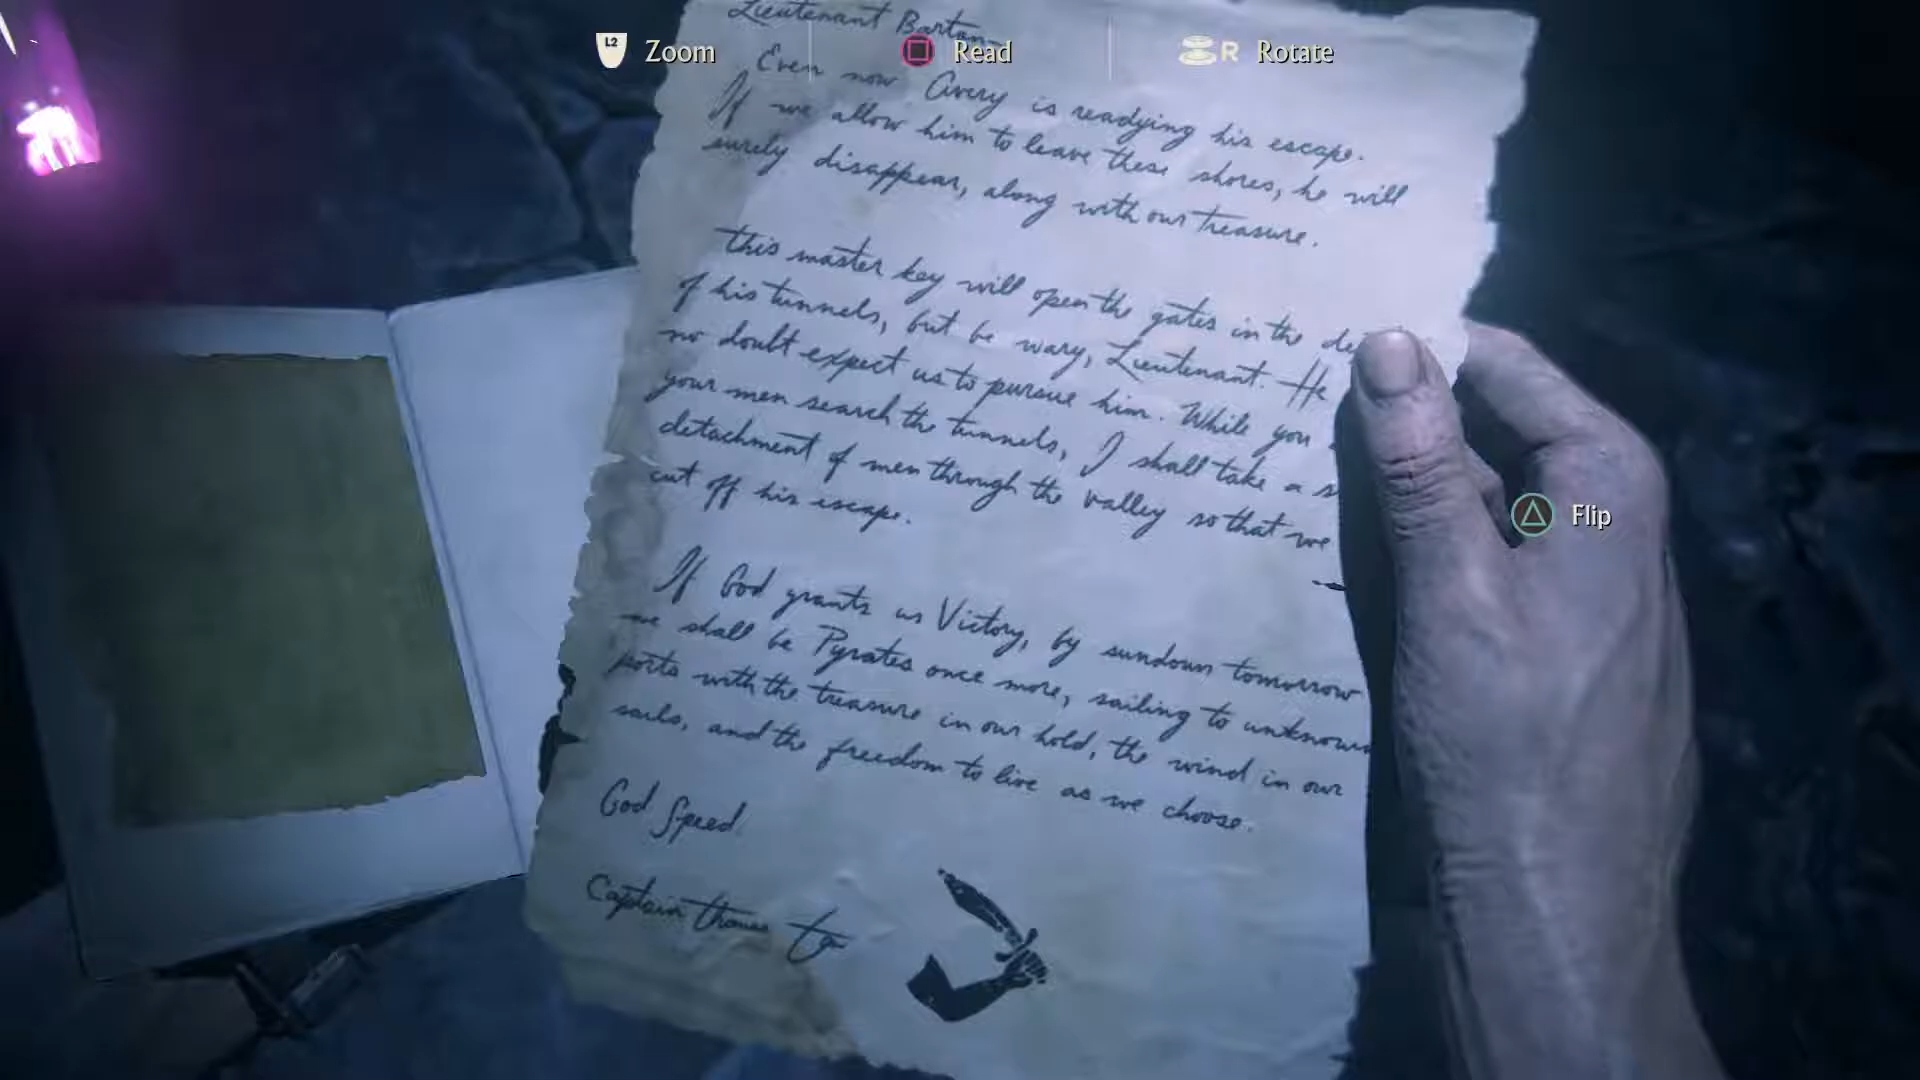 L2 Zoom
Read
R Rotate
Lieutenant Barton-
Even now Avery is readying his escape.
If we allow him to leave these shores, he will
surely disappear, along with our treasure.
this master key will open the gates in the de
of his tunnels, but be wary, Lieutenant. He
no doubt expect us to pursue him. While you
your men search the tunnels, I shall take a s
detachment of men through the valley so that we
cut off his escape.
If God grants us Victory, by sundown tomorrow
we shall be Pyrates once more, sailing to unknown
ports with the treasure in our hold, the wind in our
sails, and the freedom to live as we choose.
God Speed
Captain Thomas
Flip